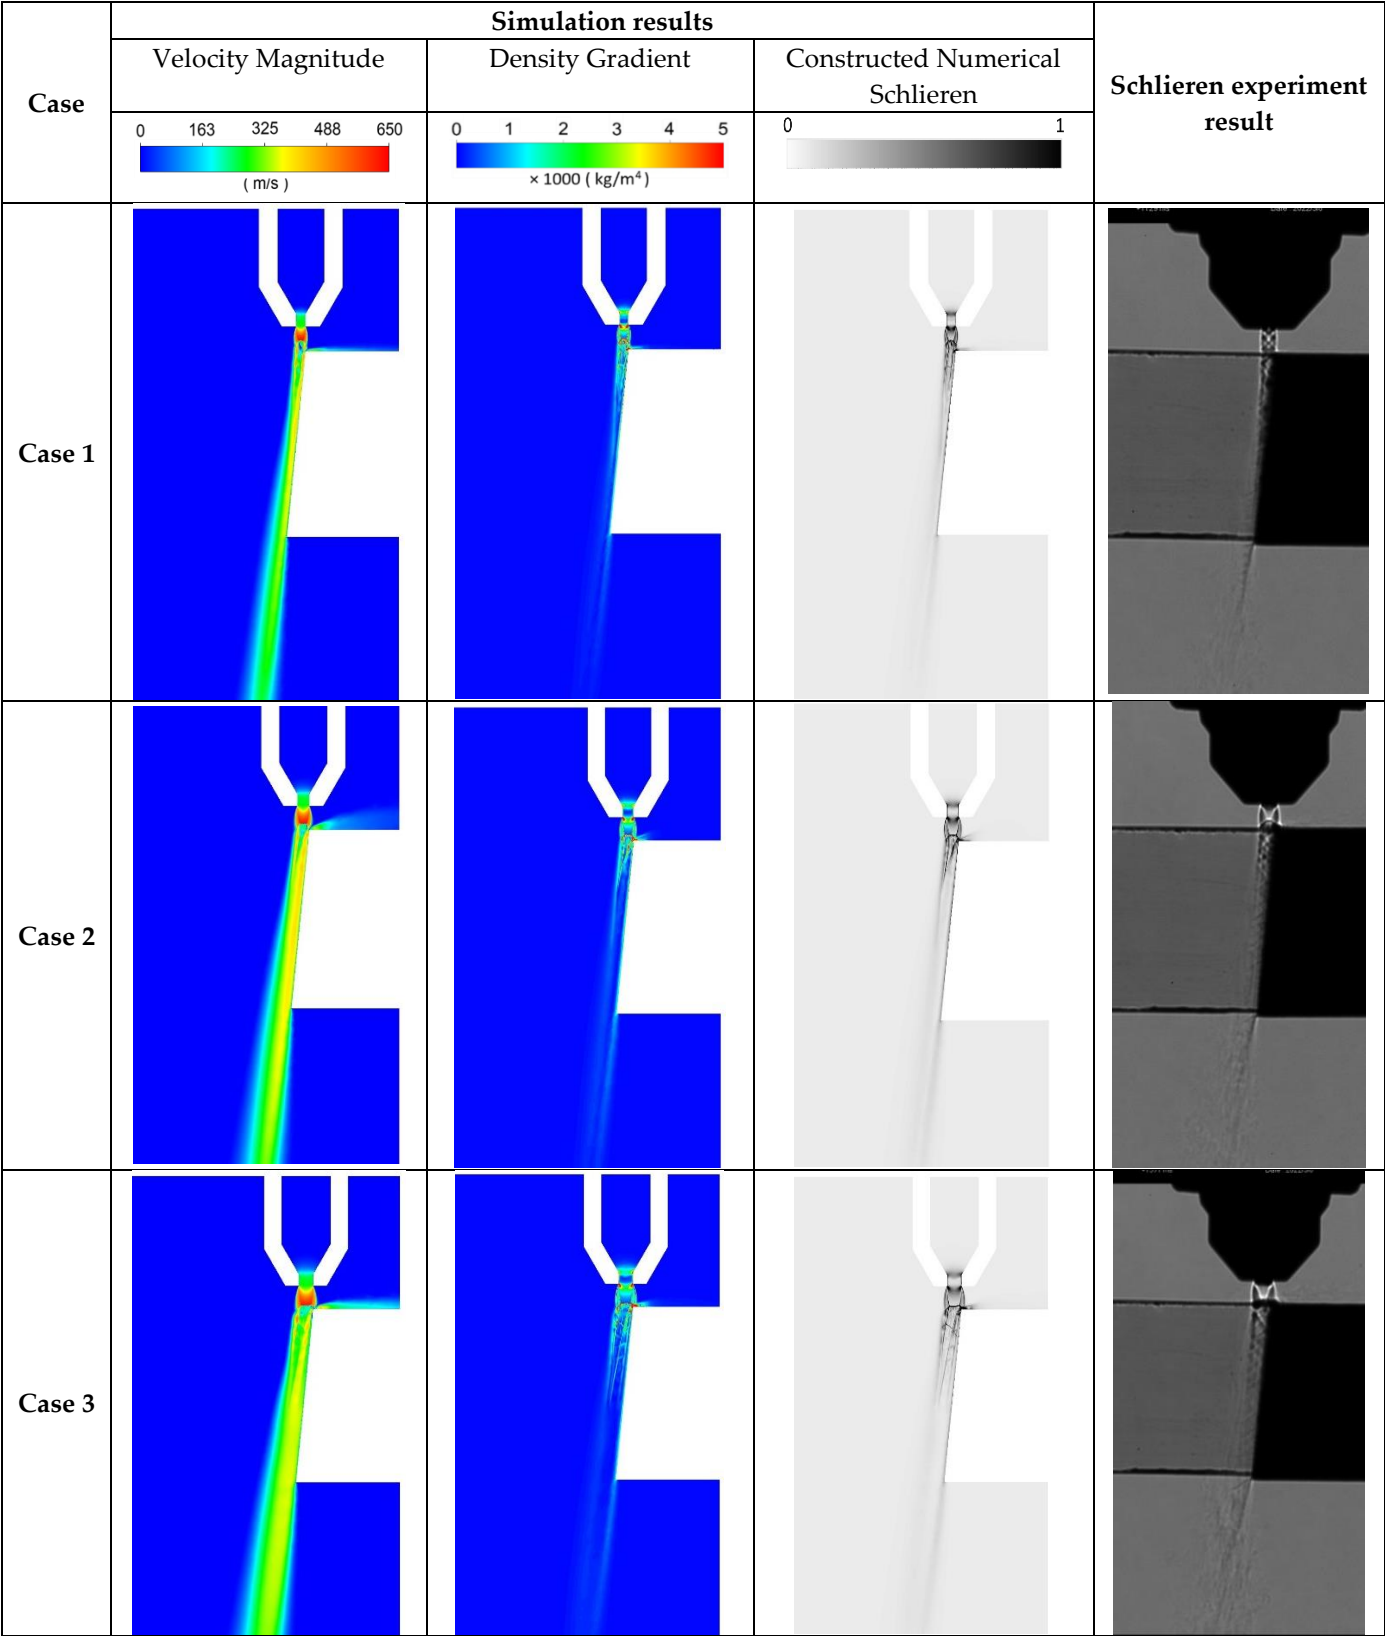 Simulation results
Case
Velocity Magnitude
Density Gradient
Constructed Numerical
Schlieren
Schlieren experiment
result
0 163 325 488 650
( m/s )
0 1 2 3 4 5
× 1000 ( kg/m⁴ )
0 1
Case 1
Case 2
Case 3